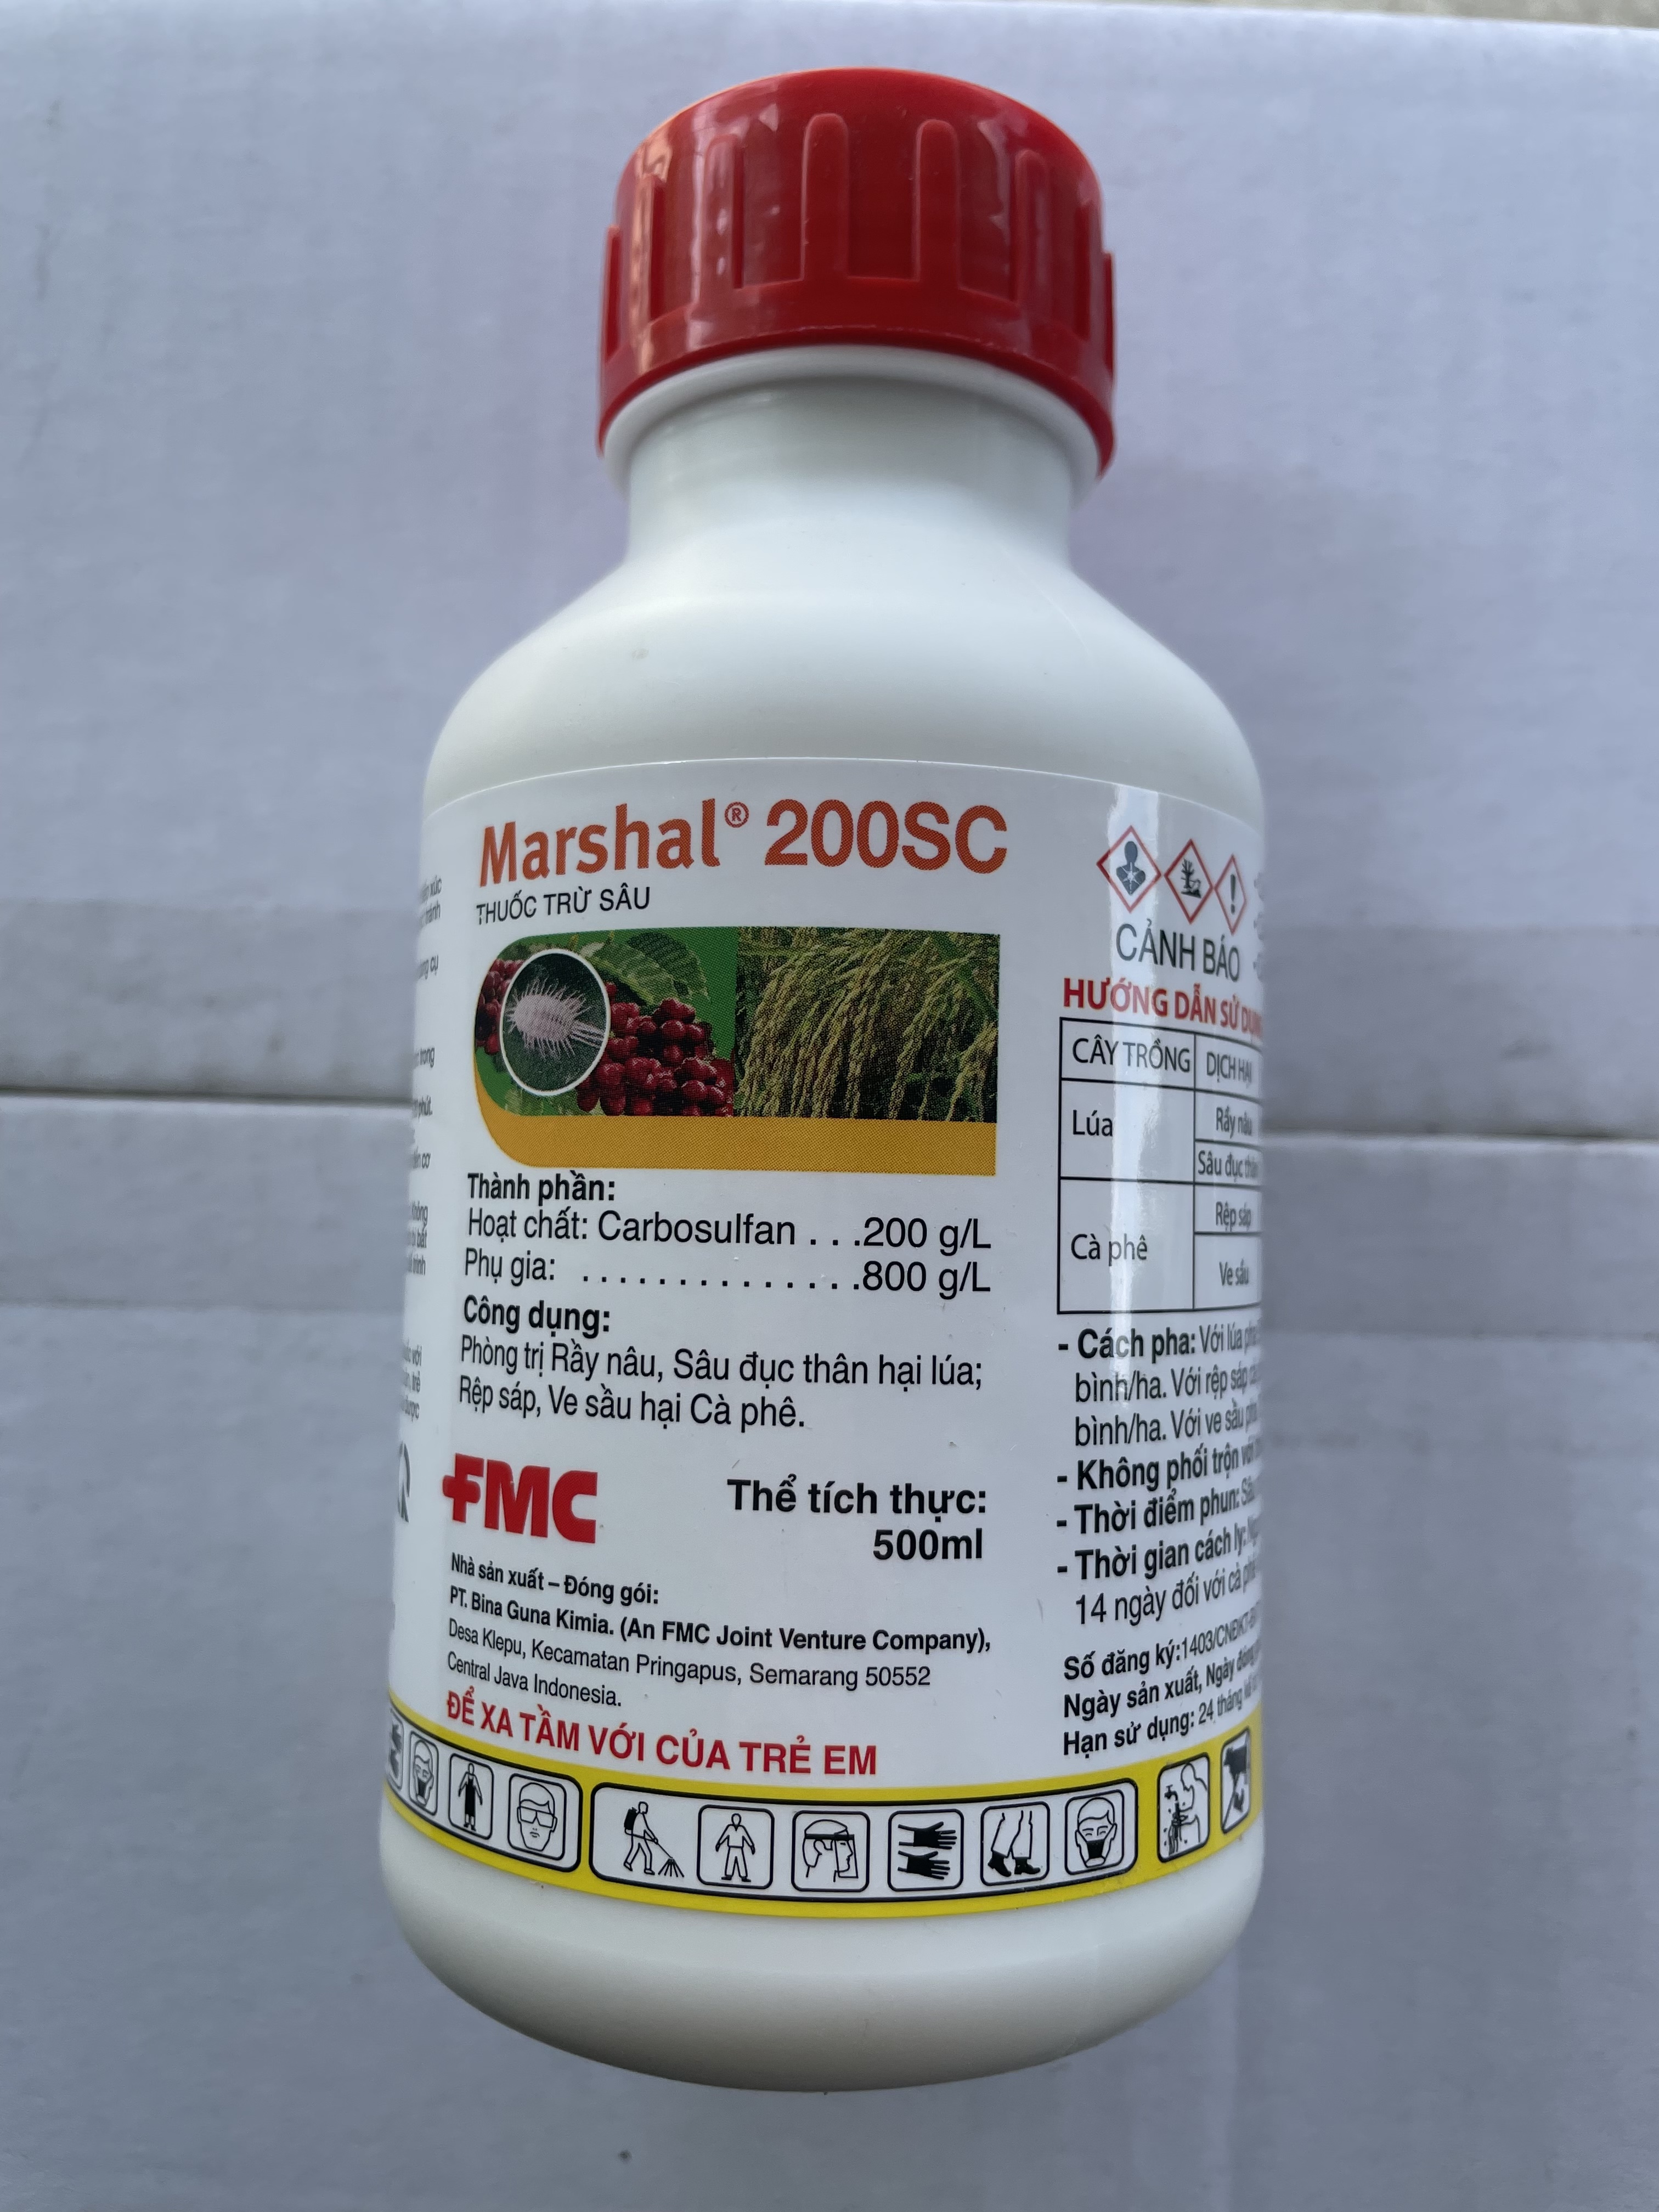 Marshal® 200SC
THUỐC TRỪ SÂU
Thành phần:
Hoạt chất: Carbosulfan . . .200 g/L
Phụ gia: . . . . . . . . . . . . . . .800 g/L
Công dụng:
Phòng trị Rầy nâu, Sâu đục thân hại lúa;
Rệp sáp, Ve sầu hại Cà phê.
FMC
Thể tích thực:
500ml
Nhà sản xuất – Đóng gói:
PT. Bina Guna Kimia. (An FMC Joint Venture Company),
Desa Klepu, Kecamatan Pringapus, Semarang 50552
Central Java Indonesia.
ĐỂ XA TẦM VỚI CỦA TRẺ EM
CẢNH BÁO
HƯỚNG DẪN SỬ DỤNG
CÂY TRỒNG DỊCH HẠI
Lúa
Rầy nâu
Sâu đục thân
Cà phê
Rệp sáp
Ve sầu
- Cách pha: Với lúa
bình/ha. Với rệp sáp
bình/ha. Với ve sầu
- Không phối trộn với
- Thời điểm phun:
- Thời gian cách ly:
14 ngày đối với cà phê
Số đăng ký:1403/CNĐKT
Ngày sản xuất, Ngày đóng
Hạn sử dụng: 24 tháng